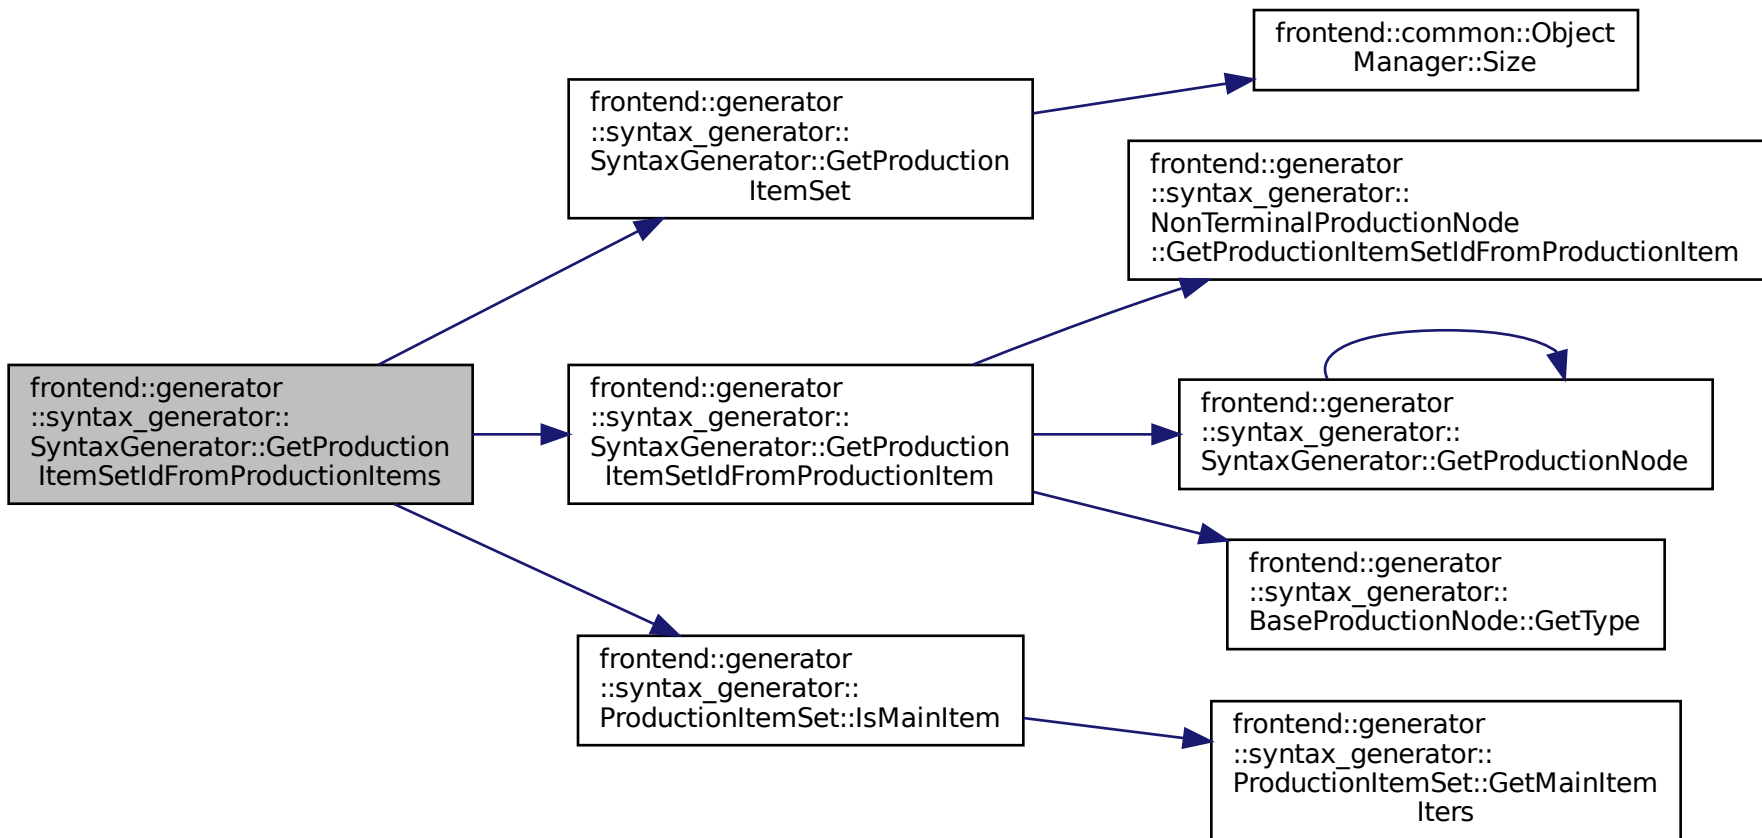 frontend::common::Object
Manager::Size
frontend::generator
::syntax_generator::
SyntaxGenerator::GetProduction
ItemSet
frontend::generator
::syntax_generator::
NonTerminalProductionNode
::GetProductionItemSetIdFromProductionItem
frontend::generator
::syntax_generator::
SyntaxGenerator::GetProduction
ItemSetIdFromProductionItems
frontend::generator
::syntax_generator::
SyntaxGenerator::GetProduction
ItemSetIdFromProductionItem
frontend::generator
::syntax_generator::
SyntaxGenerator::GetProductionNode
frontend::generator
::syntax_generator::
BaseProductionNode::GetType
frontend::generator
::syntax_generator::
ProductionItemSet::IsMainItem
frontend::generator
::syntax_generator::
ProductionItemSet::GetMainItem
Iters